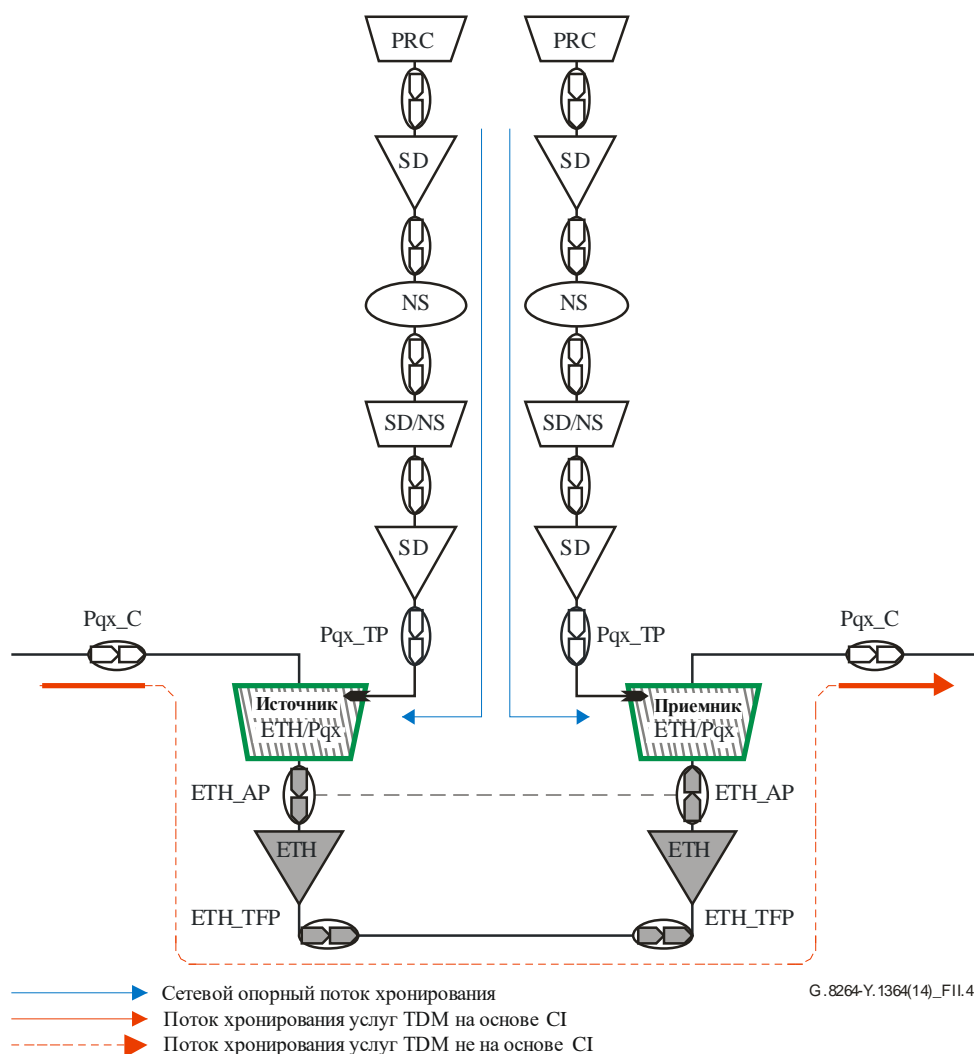 PRC PRC
SD SD
NS NS
SD/NS SD/NS
SD SD
Pqx_C Pqx_TP Pqx_TP Pqx_C
Источник Приемник
ETH/Pqx ETH/Pqx
ETH_AP ETH_AP
ETH ETH
ETH_TFP ETH_TFP
Сетевой опорный поток хронирования
G.8264-Y.1364(14)_FII.4
Поток хронирования услуг TDM на основе CI
Поток хронирования услуг TDM не на основе CI